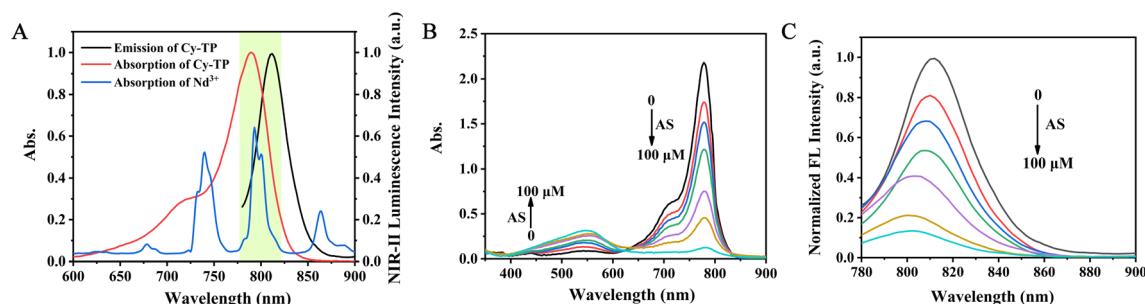 A
Emission of Cy-TP
Absorption of Cy-TP
Absorption of Nd³⁺
Abs.
1.0
0.8
0.6
0.4
0.2
0.0
600 650 700 750 800 850 900
Wavelength (nm)
1.0
0.8
0.6
0.4
0.2
0.0
NIR-II Luminescence Intensity (a.u.)
B
Abs.
2.5
2.0
1.5
1.0
0.5
0.0
100 μM
AS
0
0
AS
100 μM
400 500 600 700 800 900
Wavelength (nm)
C
Normalized FL Intensity (a.u.)
1.0
0.8
0.6
0.4
0.2
0.0
0
AS
100 μM
780 800 820 840 860 880 900
Wavelength (nm)